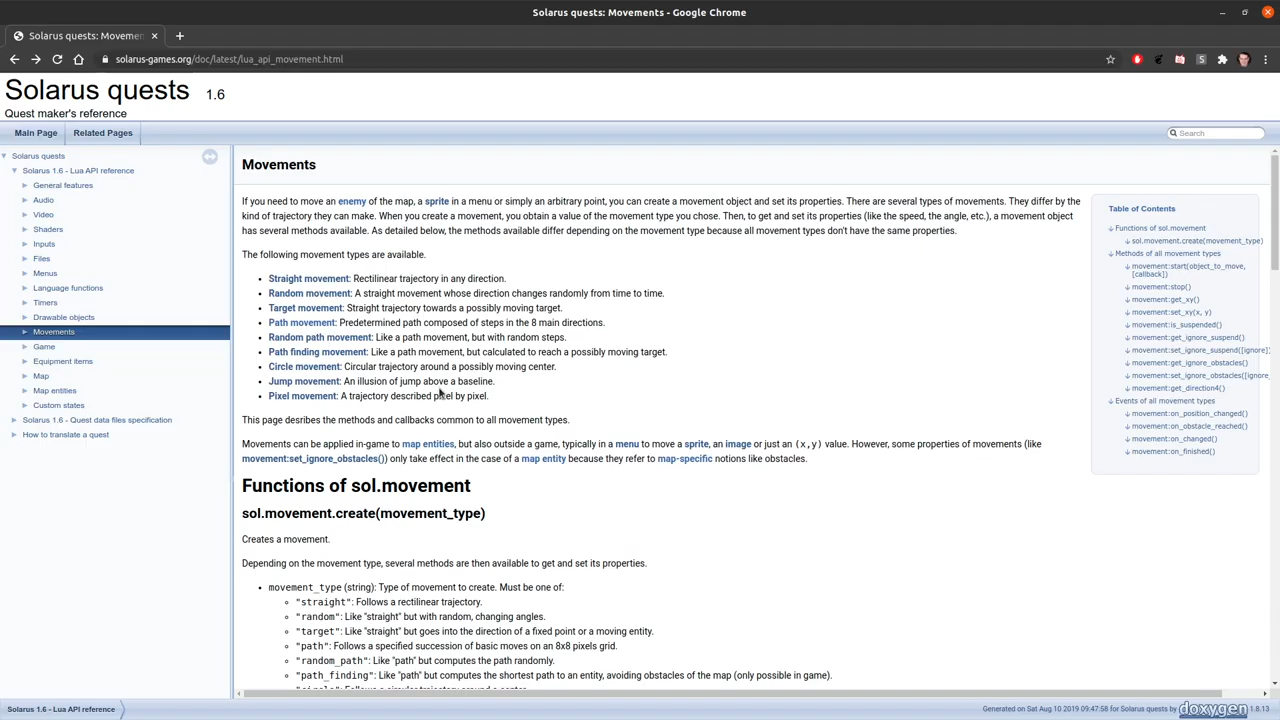 Solarus quests: Movements - Google Chrome
Solarus quests: Movemen
solarus-games.org/doc/latest/lua_api_movement.html
Solarus quests 1.6
Quest maker's reference
Main Page
Related Pages
Search
Solarus quests
Solarus 1.6 - Lua API reference
General features
Audio
Video
Shaders
Inputs
Files
Menus
Language functions
Timers
Drawable objects
Movements
Game
Equipment items
Map
Map entities
Custom states
Solarus 1.6 - Quest data files specification
How to translate a quest
Movements
If you need to move an enemy of the map, a sprite in a menu or simply an arbitrary point, you can create a movement object and set its properties. There are several types of movements. They differ by the
kind of trajectory they can make. When you create a movement, you obtain a value of the movement type you chose. Then, to get and set its properties (like the speed, the angle, etc.), a movement object
has several methods available. As detailed below, the methods available differ depending on the movement type because all movement types don't have the same properties.
The following movement types are available.
• Straight movement: Rectilinear trajectory in any direction.
• Random movement: A straight movement whose direction changes randomly from time to time.
• Target movement: Straight trajectory towards a possibly moving target.
• Path movement: Predetermined path composed of steps in the 8 main directions.
• Random path movement: Like a path movement, but with random steps.
• Path finding movement: Like a path movement, but calculated to reach a possibly moving target.
• Circle movement: Circular trajectory around a possibly moving center.
• Jump movement: An illusion of jump above a baseline.
• Pixel movement: A trajectory described pixel by pixel.
This page desribes the methods and callbacks common to all movement types.
Movements can be applied in-game to map entities, but also outside a game, typically in a menu to move a sprite, an image or just an (x,y) value. However, some properties of movements (like
movement:set_ignore_obstacles()) only take effect in the case of a map entity because they refer to map-specific notions like obstacles.
Functions of sol.movement
sol.movement.create(movement_type)
Creates a movement.
Depending on the movement type, several methods are then available to get and set its properties.
• movement_type (string): Type of movement to create. Must be one of:
"straight": Follows a rectilinear trajectory.
"random": Like "straight" but with random, changing angles.
"target": Like "straight" but goes into the direction of a fixed point or a moving entity.
"path": Follows a specified succession of basic moves on an 8x8 pixels grid.
"random_path": Like "path" but computes the path randomly.
"path_finding": Like "path" but computes the shortest path to an entity, avoiding obstacles of the map (only possible in game).
Table of Contents
↓ Functions of sol.movement
↓ sol.movement.create(movement_type)
↓ Methods of all movement types
↓ movement:start(object_to_move,
[callback])
↓ movement:stop()
↓ movement:get_xy()
↓ movement:set_xy(x, y)
↓ movement:is_suspended()
↓ movement:get_ignore_suspend()
↓ movement:set_ignore_suspend([ignore]
↓ movement:get_ignore_obstacles()
↓ movement:set_ignore_obstacles([ignore
↓ movement:get_direction4()
↓ Events of all movement types
↓ movement:on_position_changed()
↓ movement:on_obstacle_reached()
↓ movement:on_changed()
↓ movement:on_finished()
Solarus 1.6 - Lua API reference
Generated on Sat Aug 10 2019 09:47:58 for Solarus quests by doxygen 1.8.13